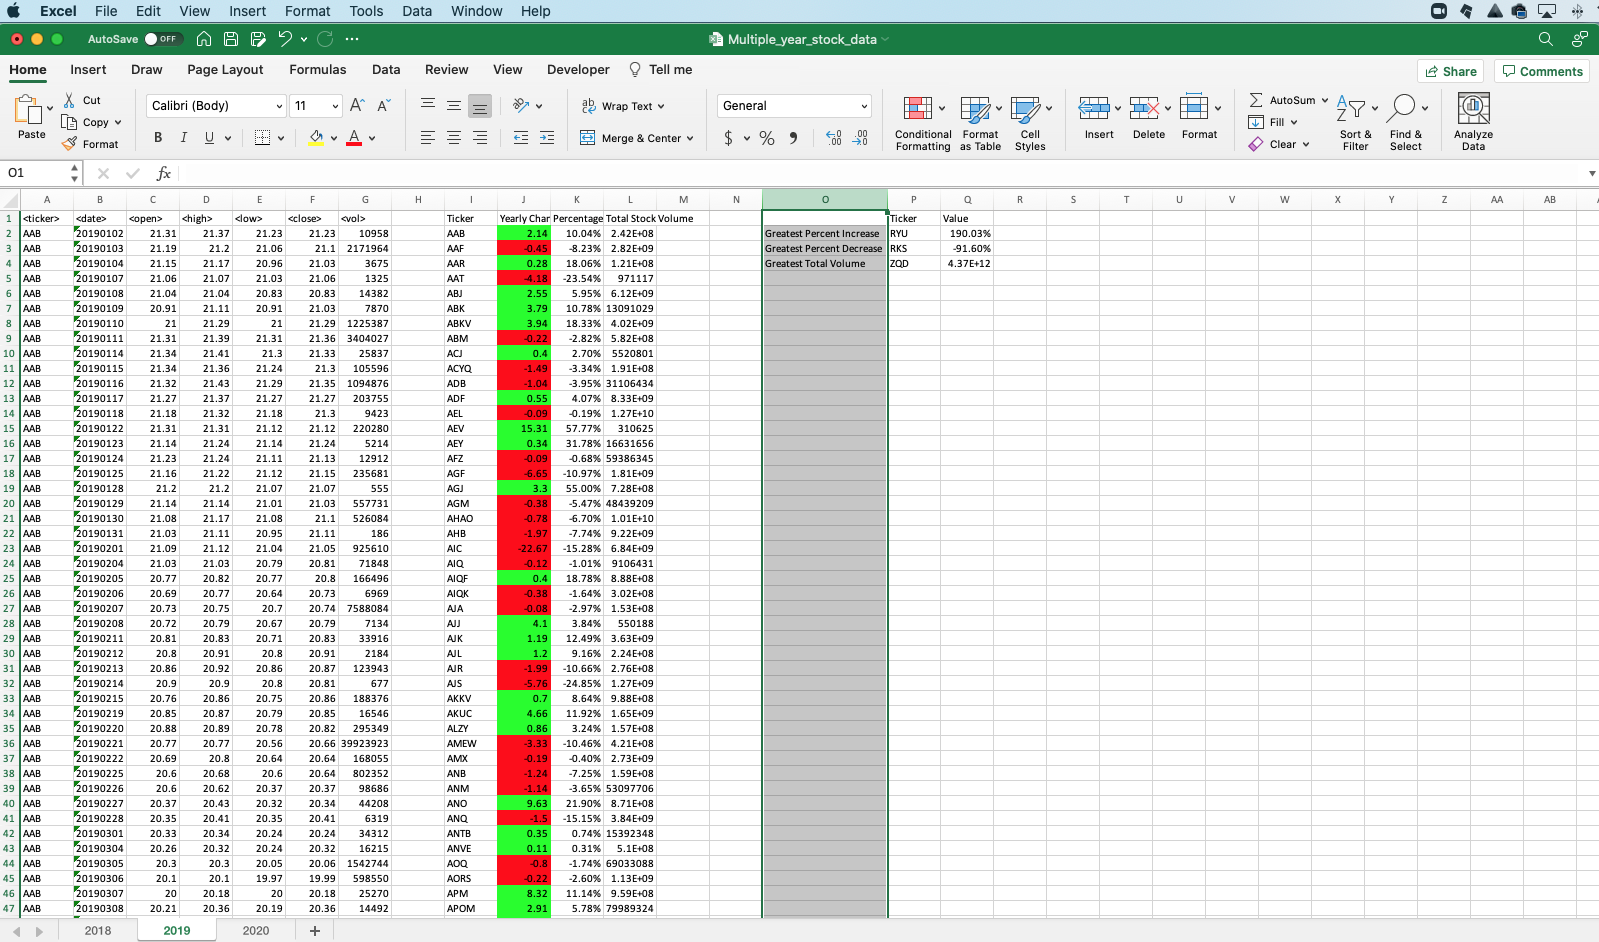 Excel File Edit View Insert Format Tools Data Window Help
AutoSave OFF Multiple_year_stock_data
Home Insert Draw Page Layout Formulas Data Review View Developer Tell me Share Comments
Paste Cut Copy Format
Calibri (Body) 11
B I U A
Wrap Text
Merge & Center
General
$ %
Conditional Formatting Format as Table Cell Styles
Insert Delete Format
AutoSum Fill Clear
Sort & Filter Find & Select Analyze Data
O1 fx
A B C D E F G H I J K L M N O P Q R S T U V W X Y Z AA AB
1 <ticker> <date> <open> <high> <low> <close> <vol> Ticker Yearly Char Percentage Total Stock Volume Ticker Value
2 AAB 20190102 21.31 21.37 21.23 21.23 10958 AAB 2.14 10.04% 2.42E+08 Greatest Percent Increase RYU 190.03%
3 AAB 20190103 21.19 21.2 21.06 21.1 2171964 AAF -0.45 -8.23% 2.82E+09 Greatest Percent Decrease RKS -91.60%
4 AAB 20190104 21.15 21.17 20.96 21.03 3675 AAR 0.28 18.06% 1.21E+08 Greatest Total Volume ZQD 4.37E+12
5 AAB 20190107 21.06 21.07 21.03 21.06 1325 AAT -4.18 -23.54% 971117
6 AAB 20190108 21.04 21.04 20.83 20.83 14382 ABJ 2.55 5.95% 6.12E+09
7 AAB 20190109 20.91 21.11 20.91 21.03 7870 ABK 3.79 10.78% 13091029
8 AAB 20190110 21 21.29 21 21.29 1225387 ABKV 3.94 18.33% 4.02E+09
9 AAB 20190111 21.31 21.39 21.31 21.36 3404027 ABM -0.22 -2.82% 5.82E+08
10 AAB 20190114 21.34 21.41 21.3 21.33 25837 ACJ 0.4 2.70% 5520801
11 AAB 20190115 21.34 21.36 21.24 21.3 105596 ACYQ -1.49 -3.34% 1.91E+08
12 AAB 20190116 21.32 21.43 21.29 21.35 1094876 ADB -1.04 -3.95% 31106434
13 AAB 20190117 21.27 21.37 21.27 21.27 203755 ADF 0.55 4.07% 8.33E+09
14 AAB 20190118 21.18 21.32 21.18 21.3 9423 AEL -0.09 -0.19% 1.27E+10
15 AAB 20190122 21.31 21.31 21.12 21.12 220280 AEV 15.31 57.77% 310625
16 AAB 20190123 21.14 21.24 21.14 21.24 5214 AEY 0.34 31.78% 16631656
17 AAB 20190124 21.23 21.24 21.11 21.13 12912 AFZ -0.09 -0.68% 59386345
18 AAB 20190125 21.16 21.22 21.12 21.15 235681 AGF -6.65 -10.97% 1.81E+09
19 AAB 20190128 21.2 21.2 21.07 21.07 555 AGJ 3.3 55.00% 7.28E+08
20 AAB 20190129 21.14 21.14 21.01 21.03 557731 AGM -0.38 -5.47% 48439209
21 AAB 20190130 21.08 21.17 21.08 21.1 526084 AHAO -0.78 -6.70% 1.01E+10
22 AAB 20190131 21.03 21.11 20.95 21.11 186 AHB -1.97 -7.74% 9.22E+09
23 AAB 20190201 21.09 21.12 21.04 21.05 925610 AIC -22.67 -15.28% 6.84E+09
24 AAB 20190204 21.03 21.03 20.79 20.81 71848 AIQ -0.12 -1.01% 9106431
25 AAB 20190205 20.77 20.82 20.77 20.8 166496 AIQF 0.4 18.78% 8.88E+08
26 AAB 20190206 20.69 20.77 20.64 20.73 6969 AIQK -0.38 -1.64% 3.02E+08
27 AAB 20190207 20.73 20.75 20.7 20.74 7588084 AJA -0.08 -2.97% 1.53E+08
28 AAB 20190208 20.72 20.79 20.67 20.79 7134 AJJ 4.1 3.84% 550188
29 AAB 20190211 20.81 20.83 20.71 20.83 33916 AJK 1.19 12.49% 3.63E+09
30 AAB 20190212 20.8 20.91 20.8 20.91 2184 AJL 1.2 9.16% 2.24E+08
31 AAB 20190213 20.86 20.92 20.86 20.87 123943 AJR -1.99 -10.66% 2.76E+08
32 AAB 20190214 20.9 20.9 20.8 20.81 677 AJS -5.76 -24.85% 1.27E+09
33 AAB 20190215 20.76 20.86 20.75 20.86 188376 AKKV 0.7 8.64% 9.88E+08
34 AAB 20190219 20.85 20.87 20.79 20.85 16546 AKUC 4.66 11.92% 1.65E+09
35 AAB 20190220 20.88 20.89 20.78 20.82 295349 ALZY 0.86 3.24% 1.57E+08
36 AAB 20190221 20.77 20.77 20.56 20.66 39923923 AMEW -3.33 -10.46% 4.21E+08
37 AAB 20190222 20.69 20.8 20.64 20.64 168055 AMX -0.19 -0.40% 2.73E+09
38 AAB 20190225 20.6 20.68 20.6 20.64 802352 ANB -1.24 -7.25% 1.59E+08
39 AAB 20190226 20.6 20.62 20.37 20.37 98686 ANM -1.14 -3.65% 53097706
40 AAB 20190227 20.37 20.43 20.32 20.34 44208 ANO 9.63 21.90% 8.71E+08
41 AAB 20190228 20.35 20.41 20.35 20.41 6319 ANQ -1.5 -15.15% 3.84E+09
42 AAB 20190301 20.33 20.34 20.24 20.24 34312 ANTB 0.35 0.74% 15392348
43 AAB 20190304 20.26 20.32 20.24 20.32 16215 ANVE 0.11 0.31% 5.1E+08
44 AAB 20190305 20.3 20.3 20.05 20.06 1542744 AOQ -0.8 -1.74% 69033088
45 AAB 20190306 20.1 20.1 19.97 19.99 598550 AORS -0.22 -2.60% 1.13E+09
46 AAB 20190307 20 20.18 20 20.18 25270 APM 8.32 11.14% 9.59E+08
47 AAB 20190308 20.21 20.36 20.19 20.36 14492 APOM 2.91 5.78% 79989324
2018 2019 2020 +